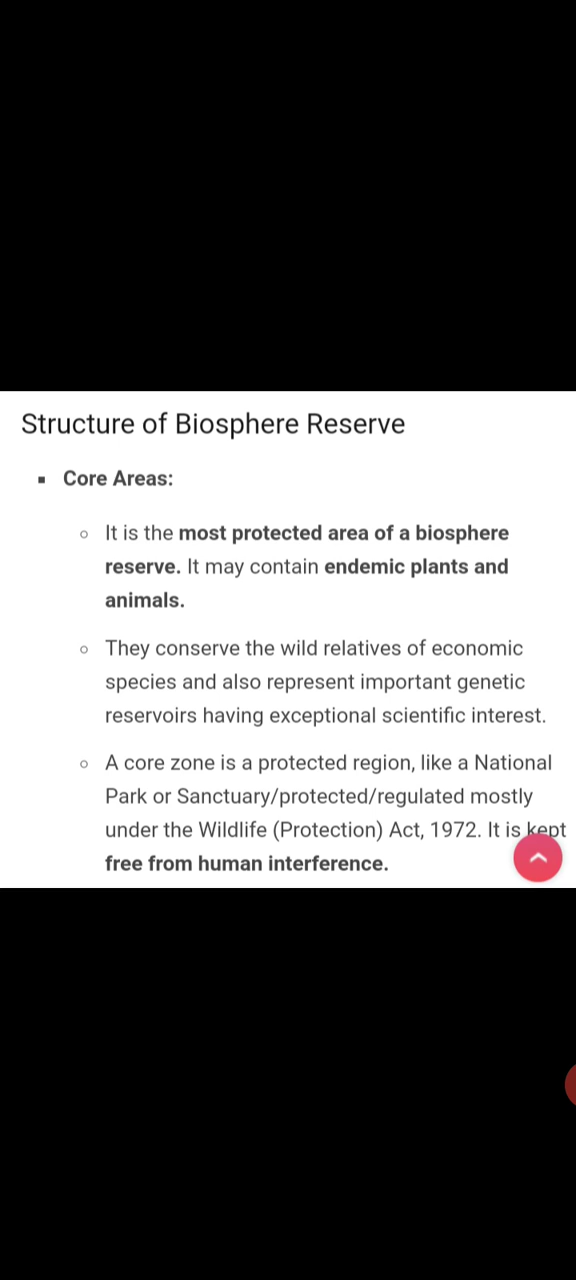 Structure of Biosphere Reserve
▪ Core Areas:
○ It is the most protected area of a biosphere
reserve. It may contain endemic plants and
animals.
○ They conserve the wild relatives of economic
species and also represent important genetic
reservoirs having exceptional scientific interest.
○ A core zone is a protected region, like a National
Park or Sanctuary/protected/regulated mostly
under the Wildlife (Protection) Act, 1972. It is kept
free from human interference.